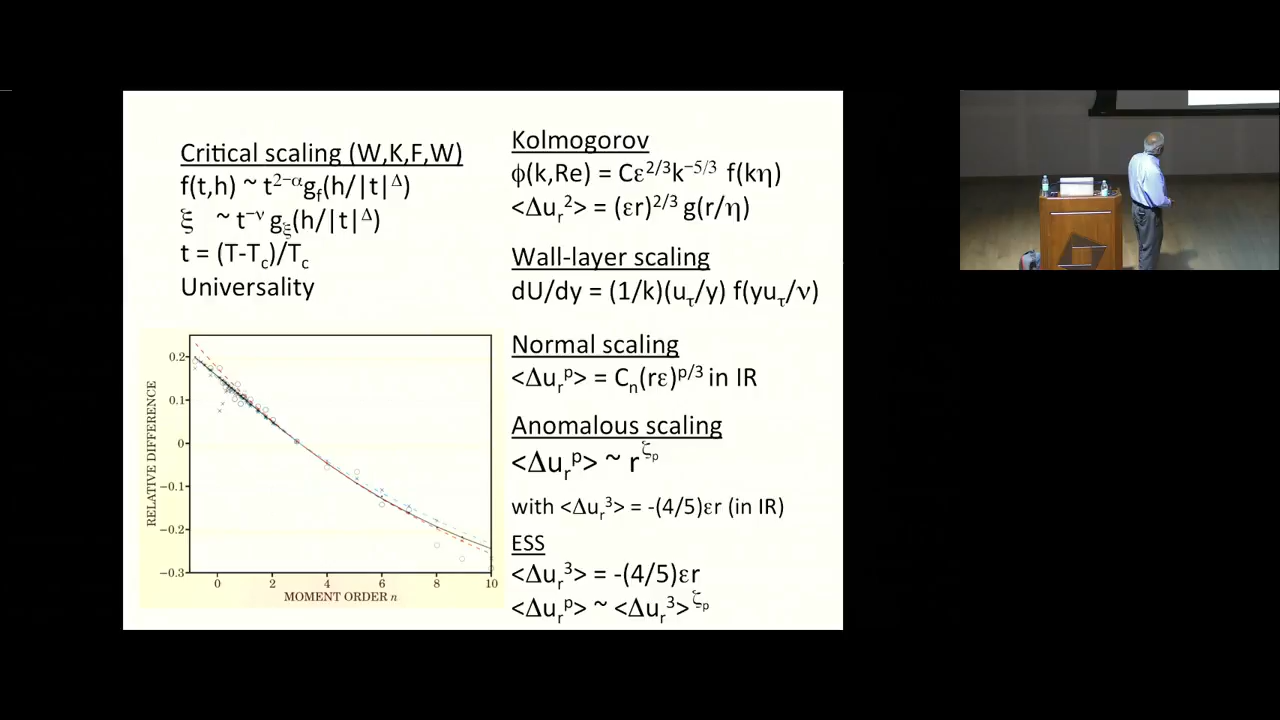 Critical scaling (W,K,F,W)
f(t,h) ~ t²⁻ᵅg_f(h/|t|^Δ)
ξ ~ t⁻ᵛ g_ξ(h/|t|^Δ)
t = (T-T_c)/T_c
Universality
RELATIVE DIFFERENCE
0.2
0.1
0
−0.1
−0.2
−0.3
0 2 4 6 8 10
MOMENT ORDER n
Kolmogorov
ϕ(k,Re) = Cε^2/3k^−5/3 f(kη)
<Δu_r²> = (εr)^2/3 g(r/η)
Wall-layer scaling
dU/dy = (1/k)(u_τ/y) f(yu_τ/ν)
Normal scaling
<Δu_r^p> = C_n(rε)^p/3 in IR
Anomalous scaling
<Δu_r^p> ~ r^ζ_p
with <Δu_r³> = -(4/5)εr (in IR)
ESS
<Δu_r³> = -(4/5)εr
<Δu_r^p> ~ <Δu_r³>^ζ_p